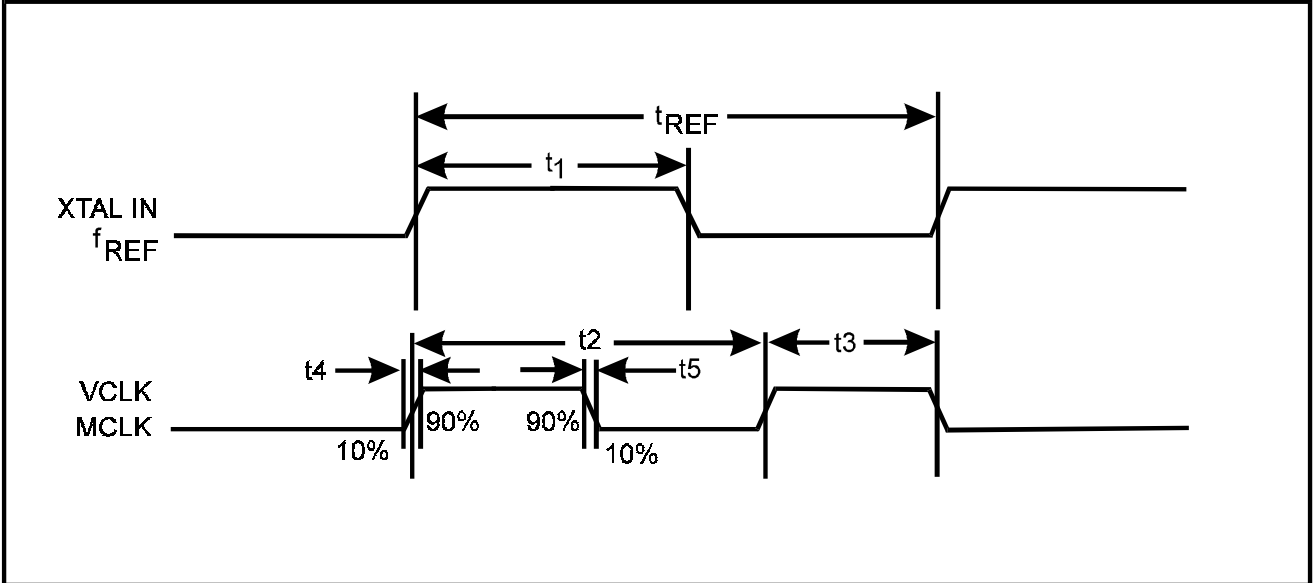 tREF
t1
XTAL IN
fREF
t2
t3
t4
t5
VCLK
MCLK
90%
90%
10%
10%